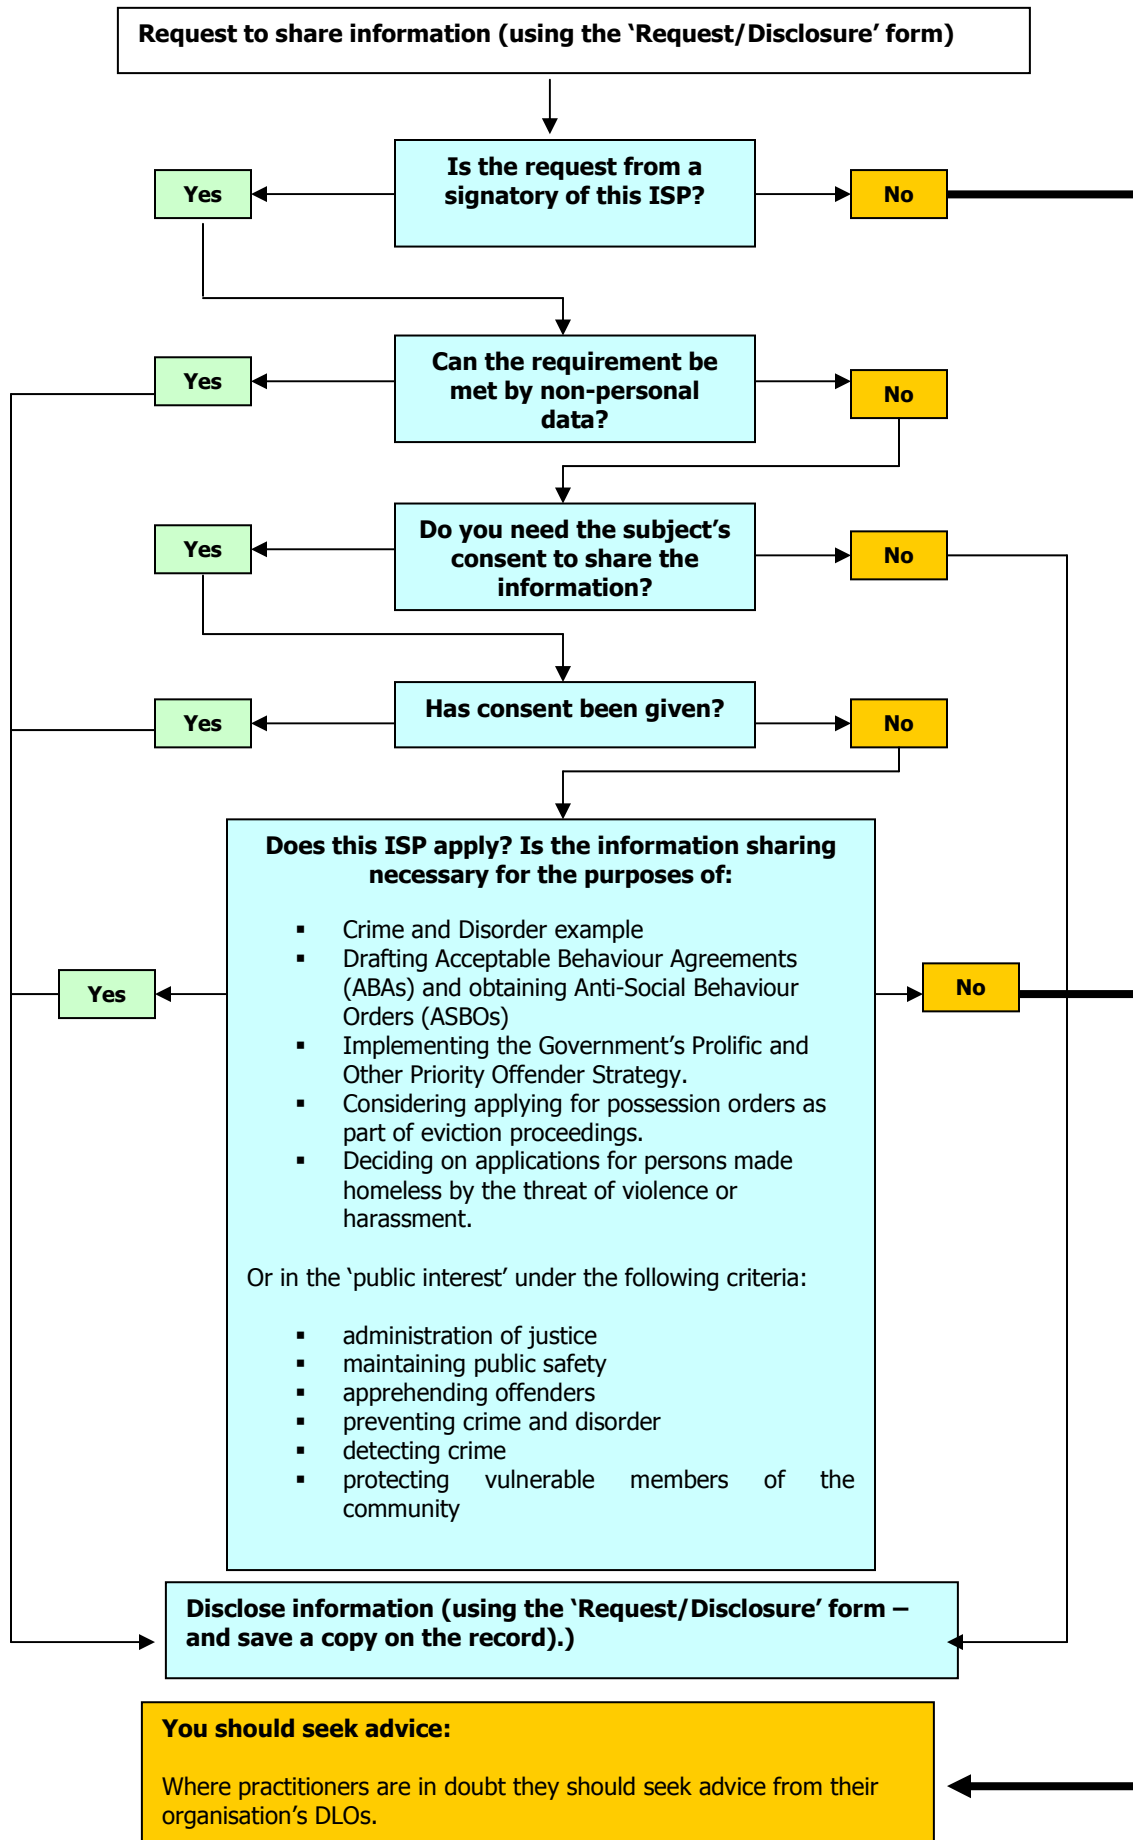 Request to share information (using the ‘Request/Disclosure’ form)
Is the request from a
signatory of this ISP?
Yes
No
Can the requirement be
met by non-personal
data?
Yes
No
Do you need the subject’s
consent to share the
information?
Yes
No
Has consent been given?
Yes
No
Does this ISP apply? Is the information sharing
necessary for the purposes of:
▪ Crime and Disorder example
▪ Drafting Acceptable Behaviour Agreements
(ABAs) and obtaining Anti-Social Behaviour
Orders (ASBOs)
▪ Implementing the Government’s Prolific and
Other Priority Offender Strategy.
▪ Considering applying for possession orders as
part of eviction proceedings.
▪ Deciding on applications for persons made
homeless by the threat of violence or
harassment.
Or in the ‘public interest’ under the following criteria:
▪ administration of justice
▪ maintaining public safety
▪ apprehending offenders
▪ preventing crime and disorder
▪ detecting crime
▪ protecting vulnerable members of the
community
Yes
No
Disclose information (using the ‘Request/Disclosure’ form –
and save a copy on the record).)
You should seek advice:
Where practitioners are in doubt they should seek advice from their
organisation’s DLOs.